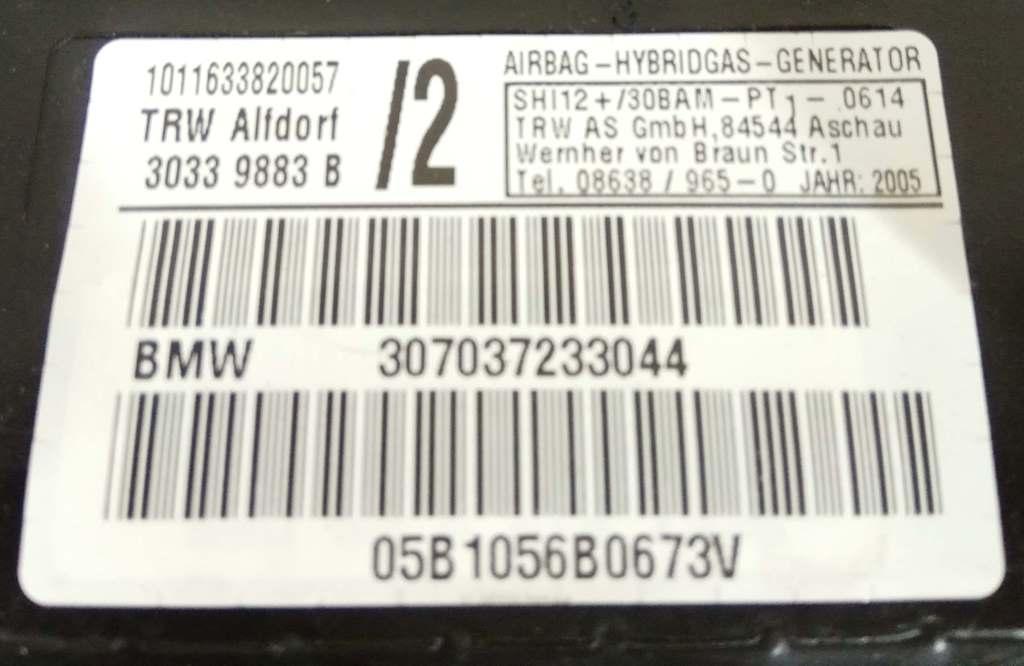 1011633820057
TRW Alfdorf
3033 9883 B
/2
AIRBAG-HYBRIDGAS-GENERATOR
SHI12+/30BAM-PT1-0614
TRW AS GmbH,84544 Aschau
Wernher von Braun Str.1
Tel. 08638 / 965-0 JAHR: 2005
BMW 307037233044
05B1056B0673V